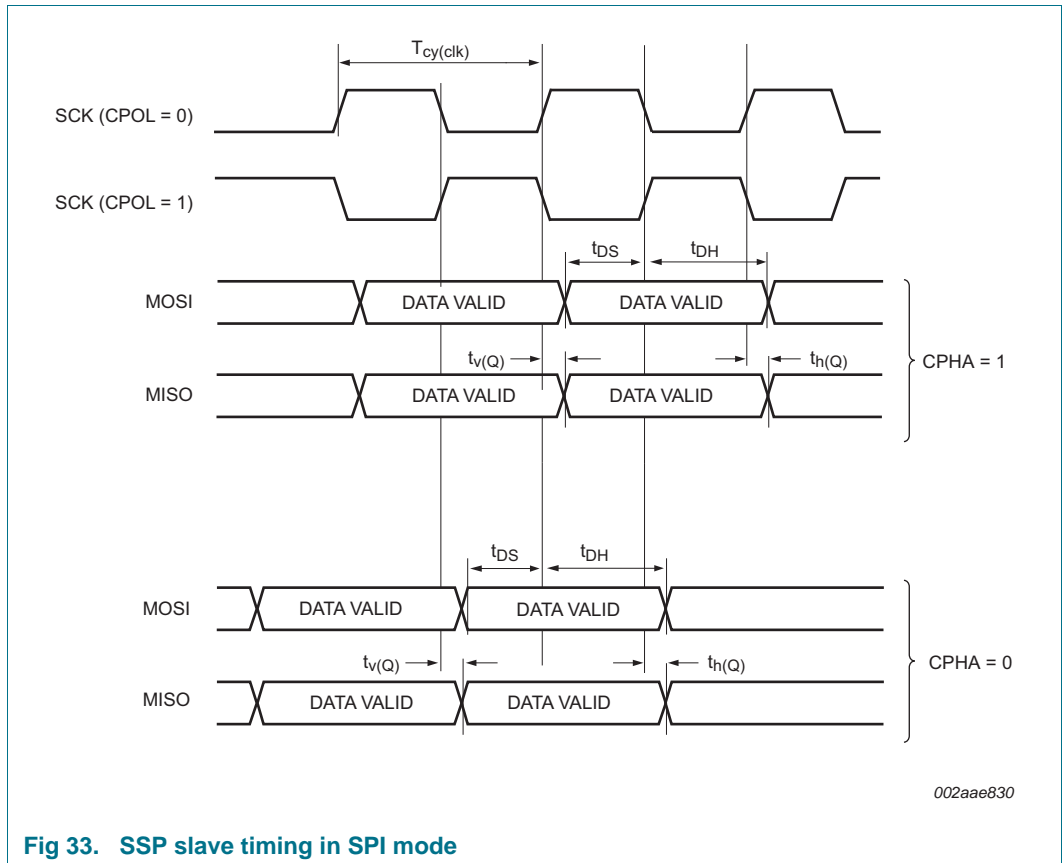 Tcy(clk)
SCK (CPOL = 0)
SCK (CPOL = 1)
tDS tDH
MOSI DATA VALID DATA VALID
tv(Q) th(Q)
CPHA = 1
MISO DATA VALID DATA VALID
tDS tDH
MOSI DATA VALID DATA VALID
tv(Q) th(Q)
CPHA = 0
MISO DATA VALID DATA VALID
002aae830
Fig 33. SSP slave timing in SPI mode